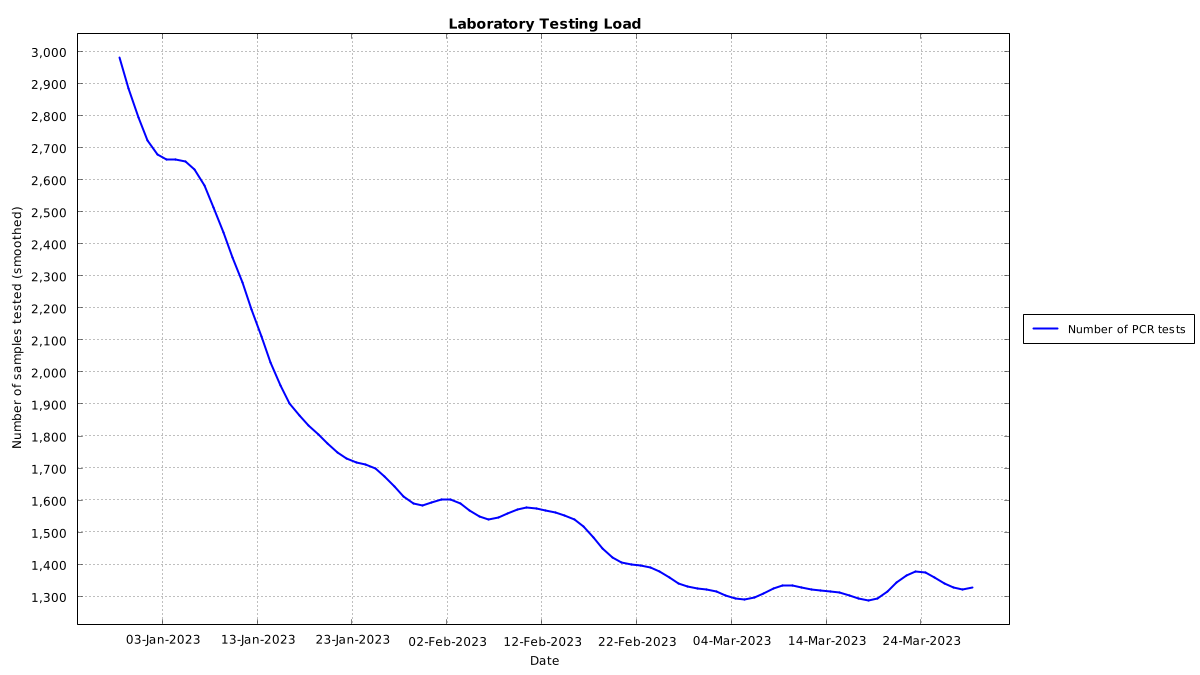 Laboratory Testing Load
Number of samples tested (smoothed)
3,000
2,900
2,800
2,700
2,600
2,500
2,400
2,300
2,200
2,100
2,000
1,900
1,800
1,700
1,600
1,500
1,400
1,300
03-Jan-2023
13-Jan-2023
23-Jan-2023
02-Feb-2023
12-Feb-2023
22-Feb-2023
04-Mar-2023
14-Mar-2023
24-Mar-2023
Date
Number of PCR tests